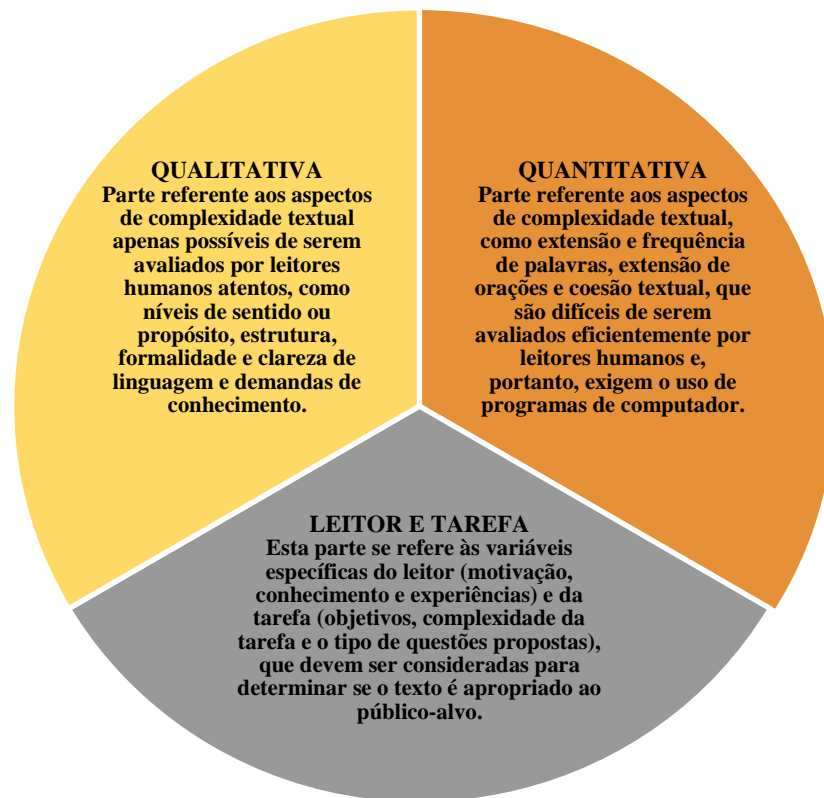 QUALITATIVA
Parte referente aos aspectos
de complexidade textual
apenas possíveis de serem
avaliados por leitores
humanos atentos, como
níveis de sentido ou
propósito, estrutura,
formalidade e clareza de
linguagem e demandas de
conhecimento.
QUANTITATIVA
Parte referente aos aspectos
de complexidade textual,
como extensão e frequência
de palavras, extensão de
orações e coesão textual, que
são difíceis de serem
avaliados eficientemente por
leitores humanos e,
portanto, exigem o uso de
programas de computador.
LEITOR E TAREFA
Esta parte se refere às variáveis
específicas do leitor (motivação,
conhecimento e experiências) e da
tarefa (objetivos, complexidade da
tarefa e o tipo de questões propostas),
que devem ser consideradas para
determinar se o texto é apropriado ao
público-alvo.